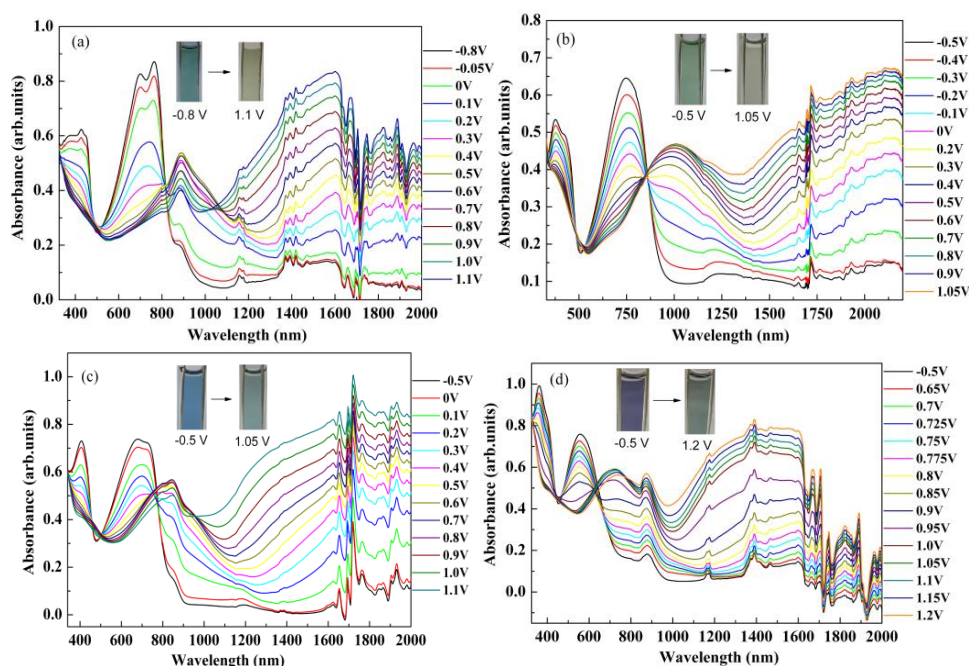 (a)
-0.8 V
1.1 V
Absorbance (arb.units)
1.0
0.8
0.6
0.4
0.2
0.0
400 600 800 1000 1200 1400 1600 1800 2000
Wavelength (nm)
-0.8V
-0.05V
0V
0.1V
0.2V
0.3V
0.4V
0.5V
0.6V
0.7V
0.8V
0.9V
1.0V
1.1V
(b)
-0.5 V
1.05 V
Absorbance (arb.units)
0.8
0.7
0.6
0.5
0.4
0.3
0.2
0.1
500 750 1000 1250 1500 1750 2000
Wavelength (nm)
-0.5V
-0.4V
-0.3V
-0.2V
-0.1V
0V
0.2V
0.3V
0.4V
0.5V
0.6V
0.7V
0.8V
0.9V
1.05V
(c)
-0.5 V
1.05 V
Absorbance (arb.units)
1.0
0.8
0.6
0.4
0.2
0.0
400 600 800 1000 1200 1400 1600 1800 2000
Wavelength (nm)
-0.5V
0V
0.1V
0.2V
0.3V
0.4V
0.5V
0.6V
0.7V
0.8V
0.9V
1.0V
1.1V
(d)
-0.5 V
1.2 V
Absorbance (arb.units)
1.0
0.8
0.6
0.4
0.2
0.0
400 600 800 1000 1200 1400 1600 1800 2000
Wavelength (nm)
-0.5V
0.65V
0.7V
0.725V
0.75V
0.775V
0.8V
0.85V
0.9V
0.95V
1.0V
1.05V
1.1V
1.15V
1.2V